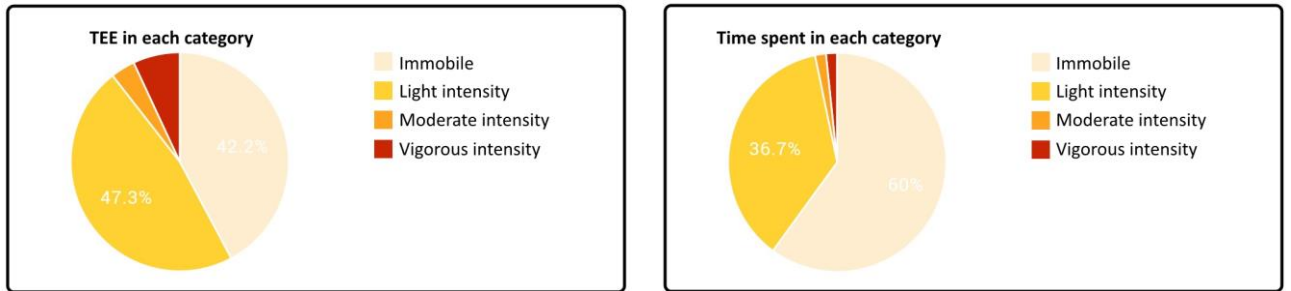 TEE in each category
Immobile
Light intensity
Moderate intensity
Vigorous intensity
42.2%
47.3%
Time spent in each category
Immobile
Light intensity
Moderate intensity
Vigorous intensity
36.7%
60%